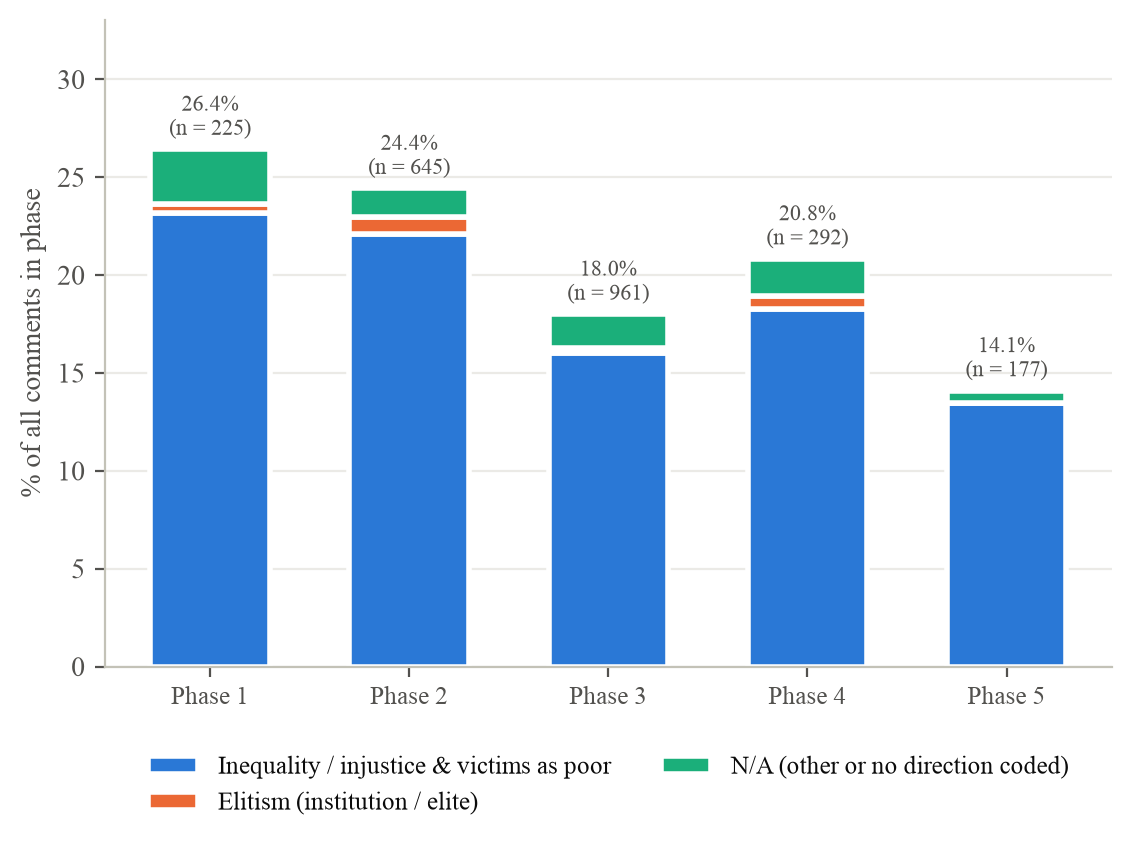 % of all comments in phase
30
25
20
15
10
5
0
26.4%
(n = 225)
24.4%
(n = 645)
18.0%
(n = 961)
20.8%
(n = 292)
14.1%
(n = 177)
Phase 1
Phase 2
Phase 3
Phase 4
Phase 5
Inequality / injustice & victims as poor
Elitism (institution / elite)
N/A (other or no direction coded)